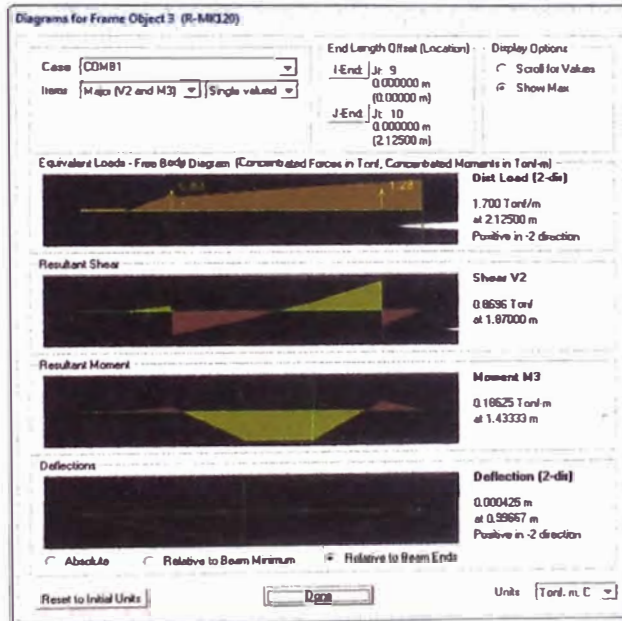 Diagrams for Frame Object 3 (R-MK120)
Case COMB1
Items Major (V2 and M3) Single valued
End Length Offset (Location)
I-End: Jt: 9
0.000000 m
(0.00000 m)
J-End: Jt: 10
0.000000 m
(2.12500 m)
Display Options
Scroll for Values
Show Max
Equivalent Loads - Free Body Diagram (Concentrated Forces in Tonf, Concentrated Moments in Tonf-m)
1.28
Dist Load (2-dir)
1.700 Tonf/m
at 2.12500 m
Positive in -2 direction
Resultant Shear
Shear V2
0.8696 Tonf
at 1.87000 m
Resultant Moment
Moment M3
0.18625 Tonf-m
at 1.43333 m
Deflections
Deflection (2-dir)
0.000425 m
at 0.99667 m
Positive in -2 direction
Absolute Relative to Beam Minimum Relative to Beam Ends
Reset to Initial Units Done Units Tonf, m, C